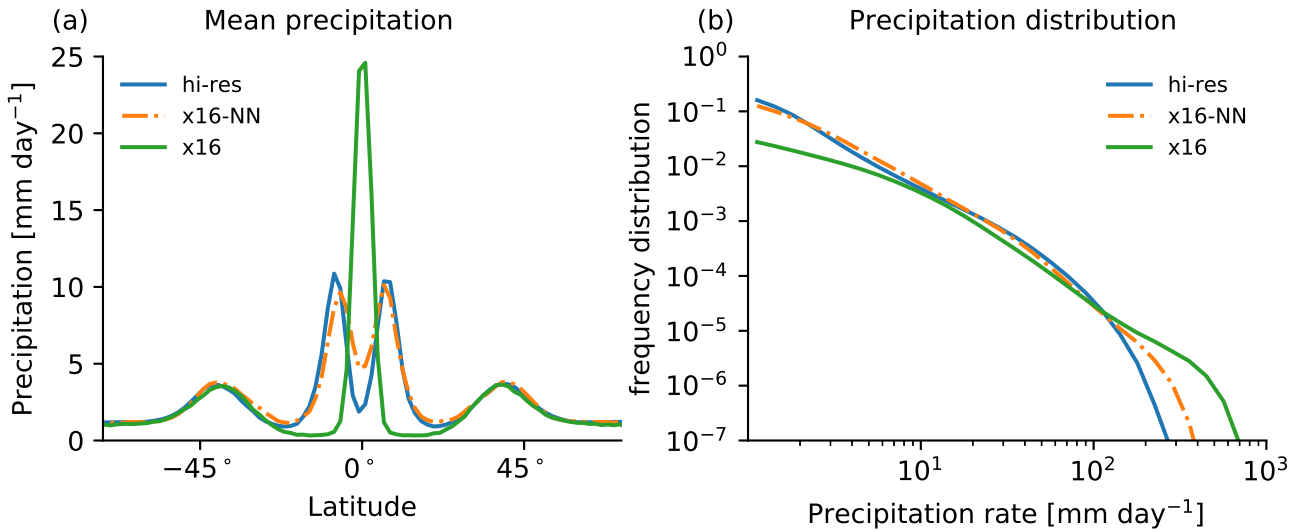 (a) Mean precipitation
Precipitation [mm day⁻¹]
25
20
15
10
5
0
hi-res
x16-NN
x16
−45° 0° 45°
Latitude
(b) Precipitation distribution
frequency distribution
10⁰
10⁻¹
10⁻²
10⁻³
10⁻⁴
10⁻⁵
10⁻⁶
10⁻⁷
hi-res
x16-NN
x16
10¹ 10² 10³
Precipitation rate [mm day⁻¹]